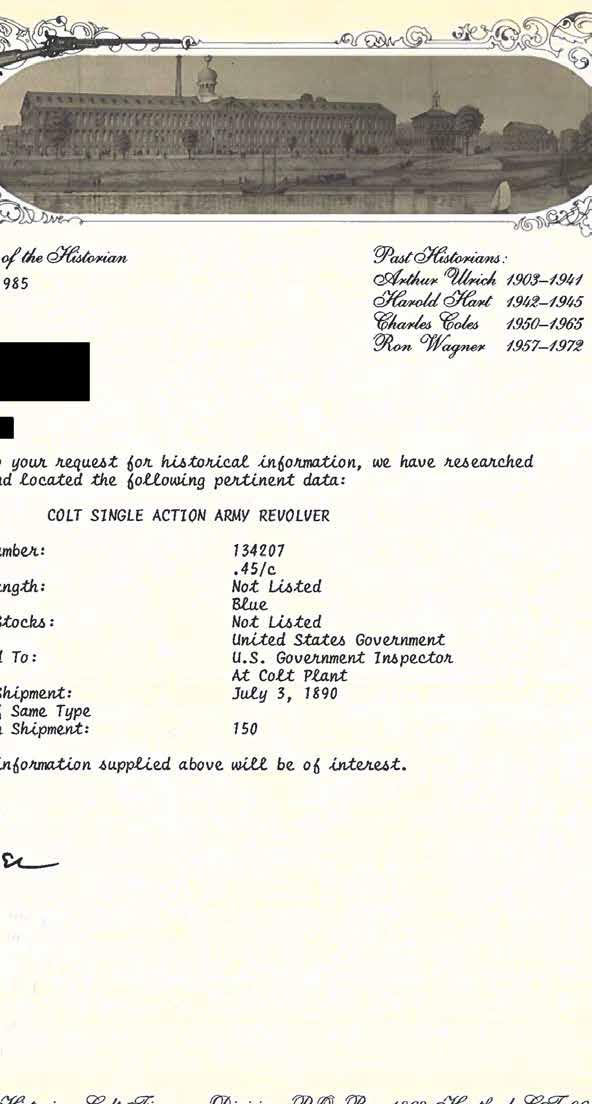 of the Historian
Past Historians:
985
Arthur Ulrich 1903–1941
Harold Hart 1942–1945
Charles Coles 1950–1965
Ron Wagner 1957–1972
your request for historical information, we have researched
located the following pertinent data:
COLT SINGLE ACTION ARMY REVOLVER
umber: 134207
.45/c
ngth: Not Listed
Blue
Stocks: Not Listed
United States Government
To: U.S. Government Inspector
At Colt Plant
Shipment: July 3, 1890
Same Type
Shipment: 150
information supplied above will be of interest.